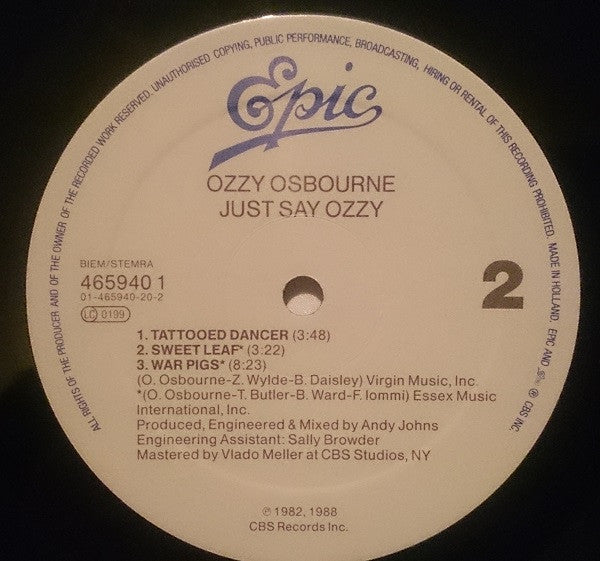 ALL RIGHTS OF THE PRODUCER AND OF THE OWNER OF THE RECORDED WORK RESERVED. UNAUTHORISED COPYING, PUBLIC PERFORMANCE, BROADCASTING, HIRING OR RENTAL OF THIS RECORDING PROHIBITED. MADE IN HOLLAND. EPIC AND ℗ CBS INC.
Epic
OZZY OSBOURNE
JUST SAY OZZY
BIEM/STEMRA
465940 1
01-465940-20-2
LC 0199
2
1. TATTOOED DANCER (3:48)
2. SWEET LEAF* (3:22)
3. WAR PIGS* (8:23)
(O. Osbourne-Z. Wylde-B. Daisley) Virgin Music, Inc.
*(O. Osbourne-T. Butler-B. Ward-F. Iommi) Essex Music
International, Inc.
Produced, Engineered & Mixed by Andy Johns
Engineering Assistant: Sally Browder
Mastered by Vlado Meller at CBS Studios, NY
℗ 1982, 1988
CBS Records Inc.